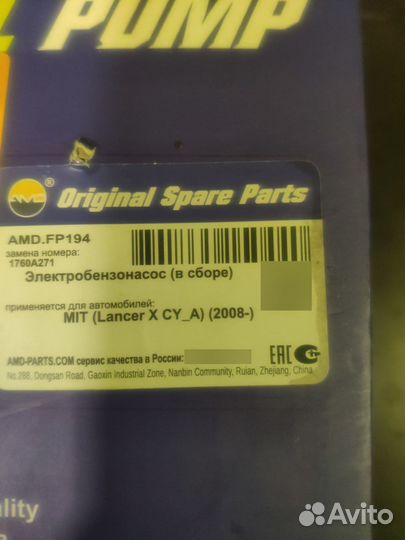 PUMP
AMD
®
Original Spare Parts
AMD.FP194
замена номера:
1760A271
Электробензонасос (в сборе)
применяется для автомобилей:
MIT (Lancer X CY_A) (2008-)
AMD-PARTS.COM сервис качества в России:
EAC
No.288, Dongsan Road, Gaoxin Industrial Zone, Nanbin Community, Ruian, Zhejiang, China
Avito